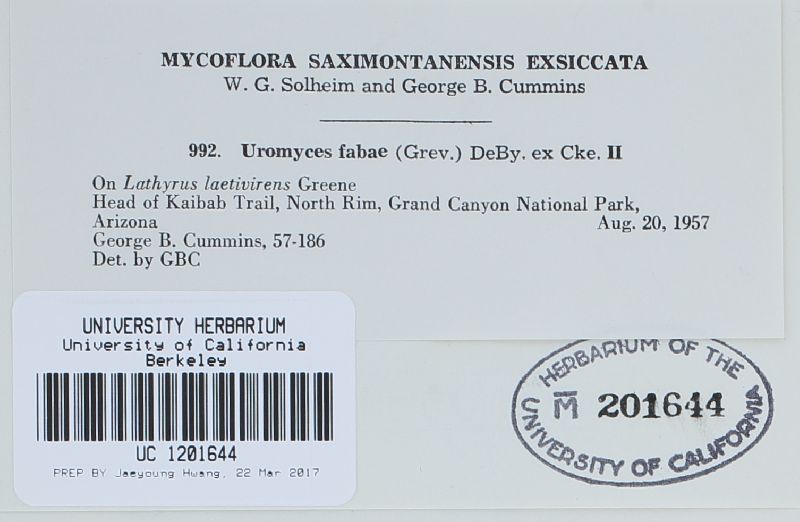 MYCOFLORA SAXIMONTANENSIS EXSICCATA
W. G. Solheim and George B. Cummins
992. Uromyces fabae (Grev.) DeBy. ex Cke. II
On Lathyrus laetivirens Greene
Head of Kaibab Trail, North Rim, Grand Canyon National Park,
Arizona Aug. 20, 1957
George B. Cummins, 57-186
Det. by GBC
UNIVERSITY HERBARIUM
University of California
Berkeley
UC 1201644
PREP BY Jaeyoung Hwang, 22 Mar 2017
HERBARIUM OF THE
M̅ 201644
UNIVERSITY OF CALIFORNIA